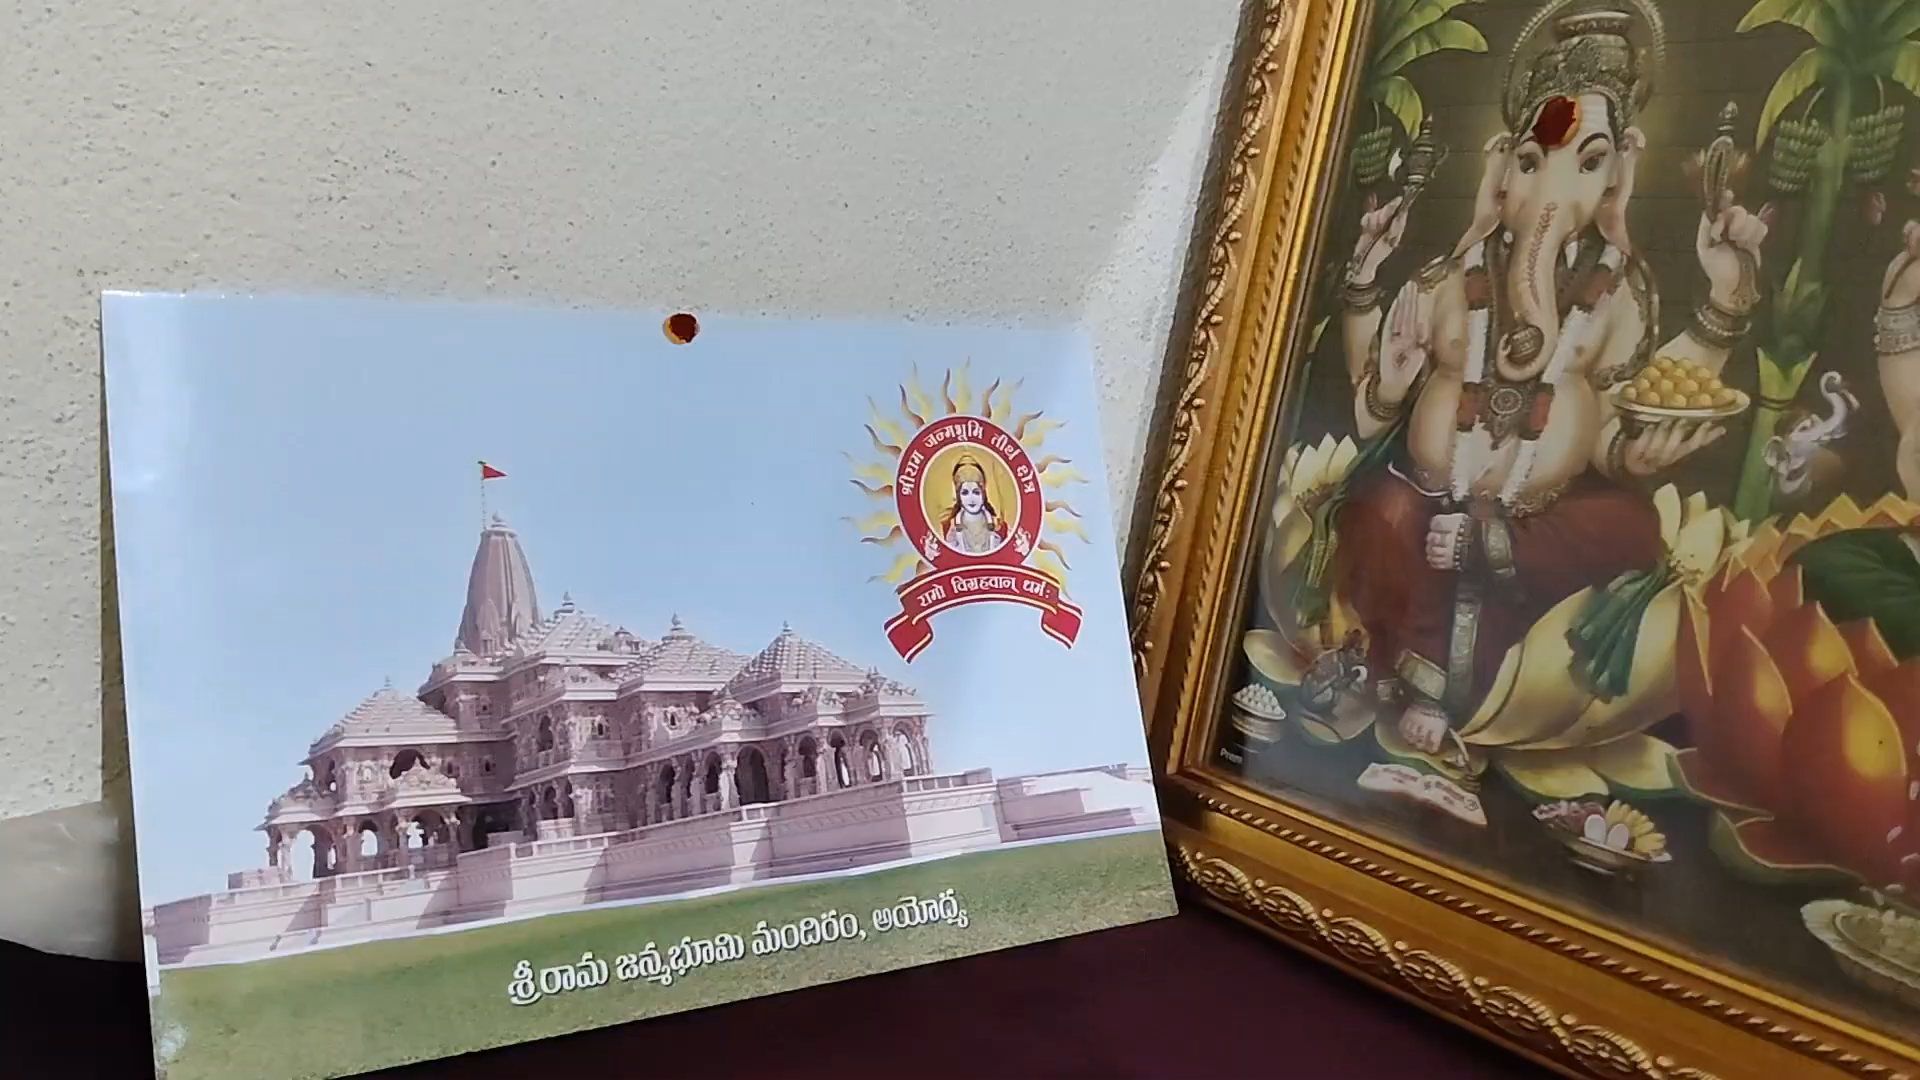 श्रीराम जन्मभूमि तीर्थ क्षेत्र
रामो विग्रहवान् धर्मः
శ్రీ రామ జన్మభూమి మందిరం, అయోధ్య